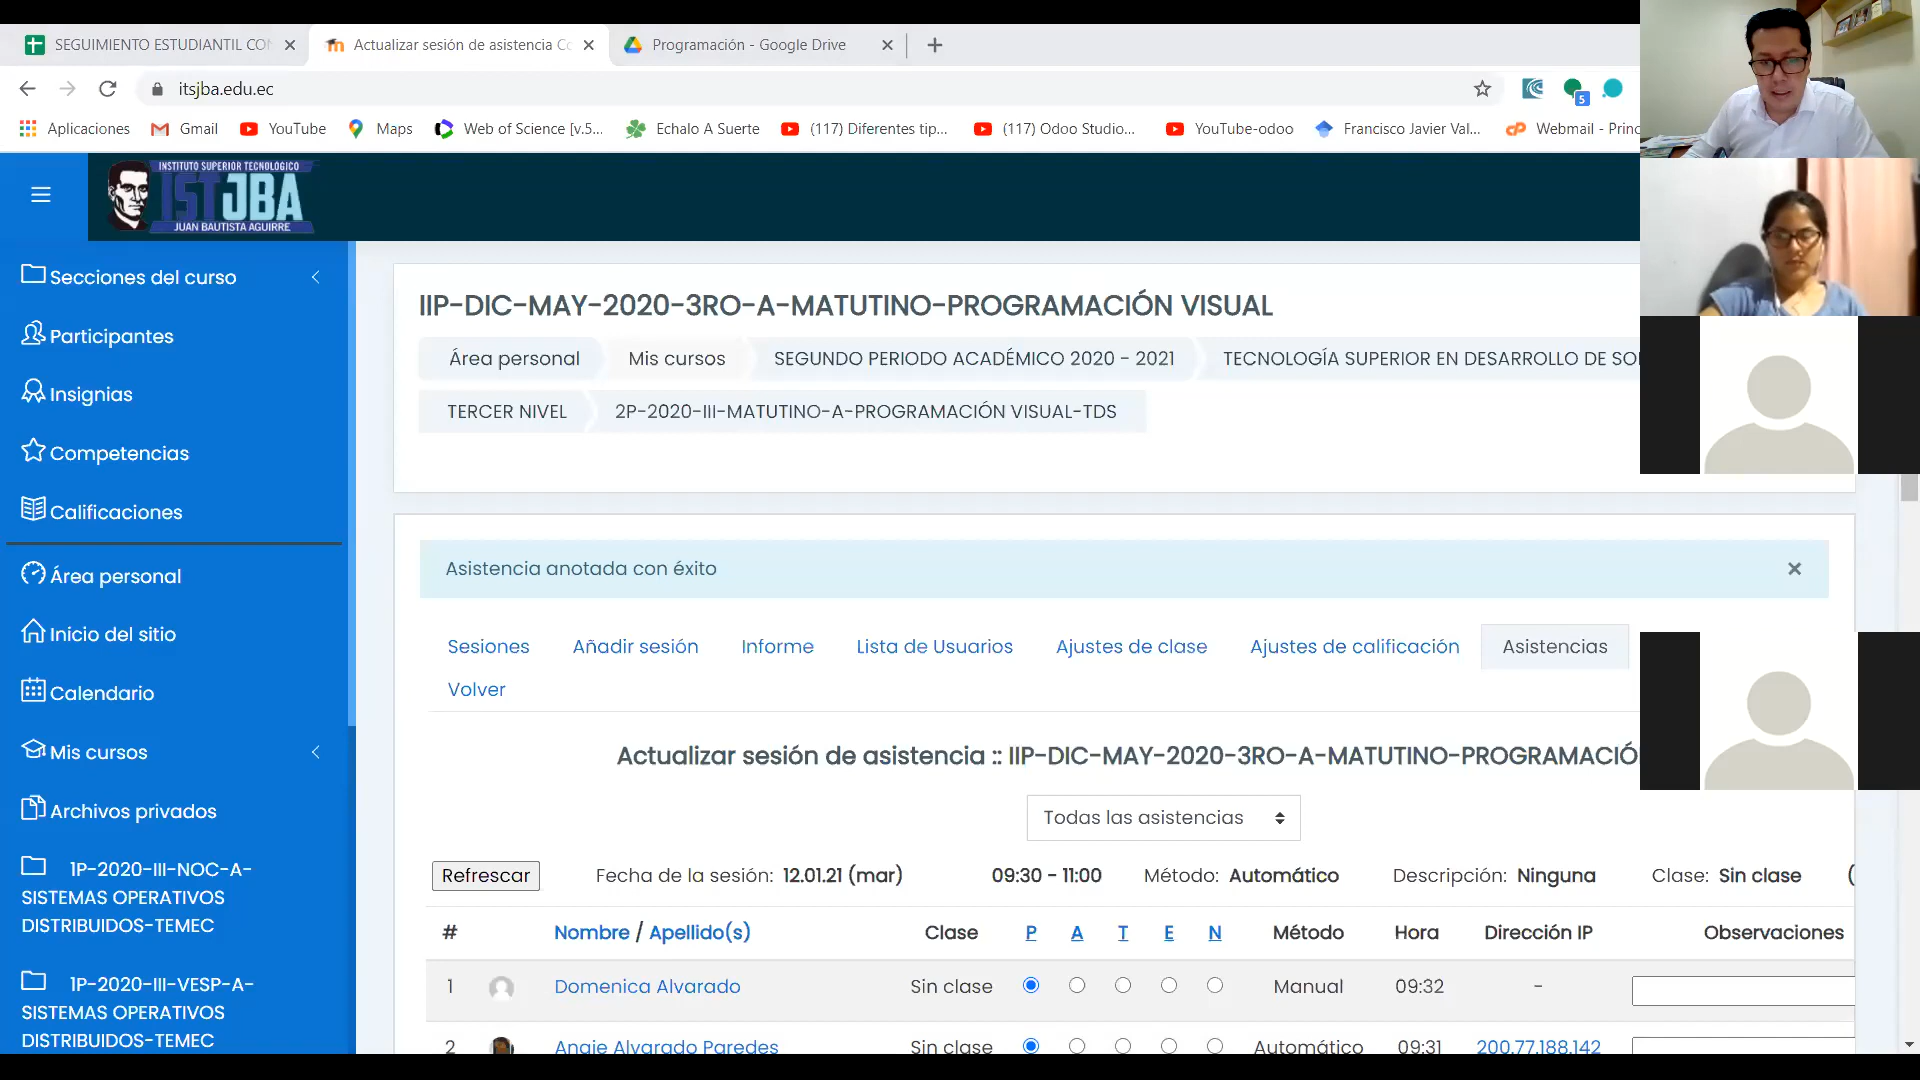 SEGUIMIENTO ESTUDIANTIL CON
Actualizar sesión de asistencia Co
Programación - Google Drive
itsjba.edu.ec
5
Aplicaciones
Gmail
YouTube
Maps
Web of Science [v.5...
Echalo A Suerte
(117) Diferentes tip...
(117) Odoo Studio...
YouTube-odoo
Francisco Javier Val...
Webmail - Princ
INSTITUTO SUPERIOR TECNOLÓGICO
ISTJBA
JUAN BAUTISTA AGUIRRE
Secciones del curso
Participantes
Insignias
Competencias
Calificaciones
Área personal
Inicio del sitio
Calendario
Mis cursos
Archivos privados
1P-2020-III-NOC-A-
SISTEMAS OPERATIVOS
DISTRIBUIDOS-TEMEC
1P-2020-III-VESP-A-
SISTEMAS OPERATIVOS
DISTRIBUIDOS-TEMEC
IIP-DIC-MAY-2020-3RO-A-MATUTINO-PROGRAMACIÓN VISUAL
Área personal Mis cursos SEGUNDO PERIODO ACADÉMICO 2020 - 2021 TECNOLOGÍA SUPERIOR EN DESARROLLO DE SO
TERCER NIVEL 2P-2020-III-MATUTINO-A-PROGRAMACIÓN VISUAL-TDS
Asistencia anotada con éxito
Sesiones Añadir sesión Informe Lista de Usuarios Ajustes de clase Ajustes de calificación Asistencias
Volver
Actualizar sesión de asistencia :: IIP-DIC-MAY-2020-3RO-A-MATUTINO-PROGRAMACIÓ
Todas las asistencias
Refrescar Fecha de la sesión: 12.01.21 (mar) 09:30 - 11:00 Método: Automático Descripción: Ninguna Clase: Sin clase (
# Nombre / Apellido(s) Clase P A T E N Método Hora Dirección IP Observaciones
1 Domenica Alvarado Sin clase Manual 09:32 -
2 Angie Alvarado Paredes Sin clase Automático 09:31 200.77.188.142